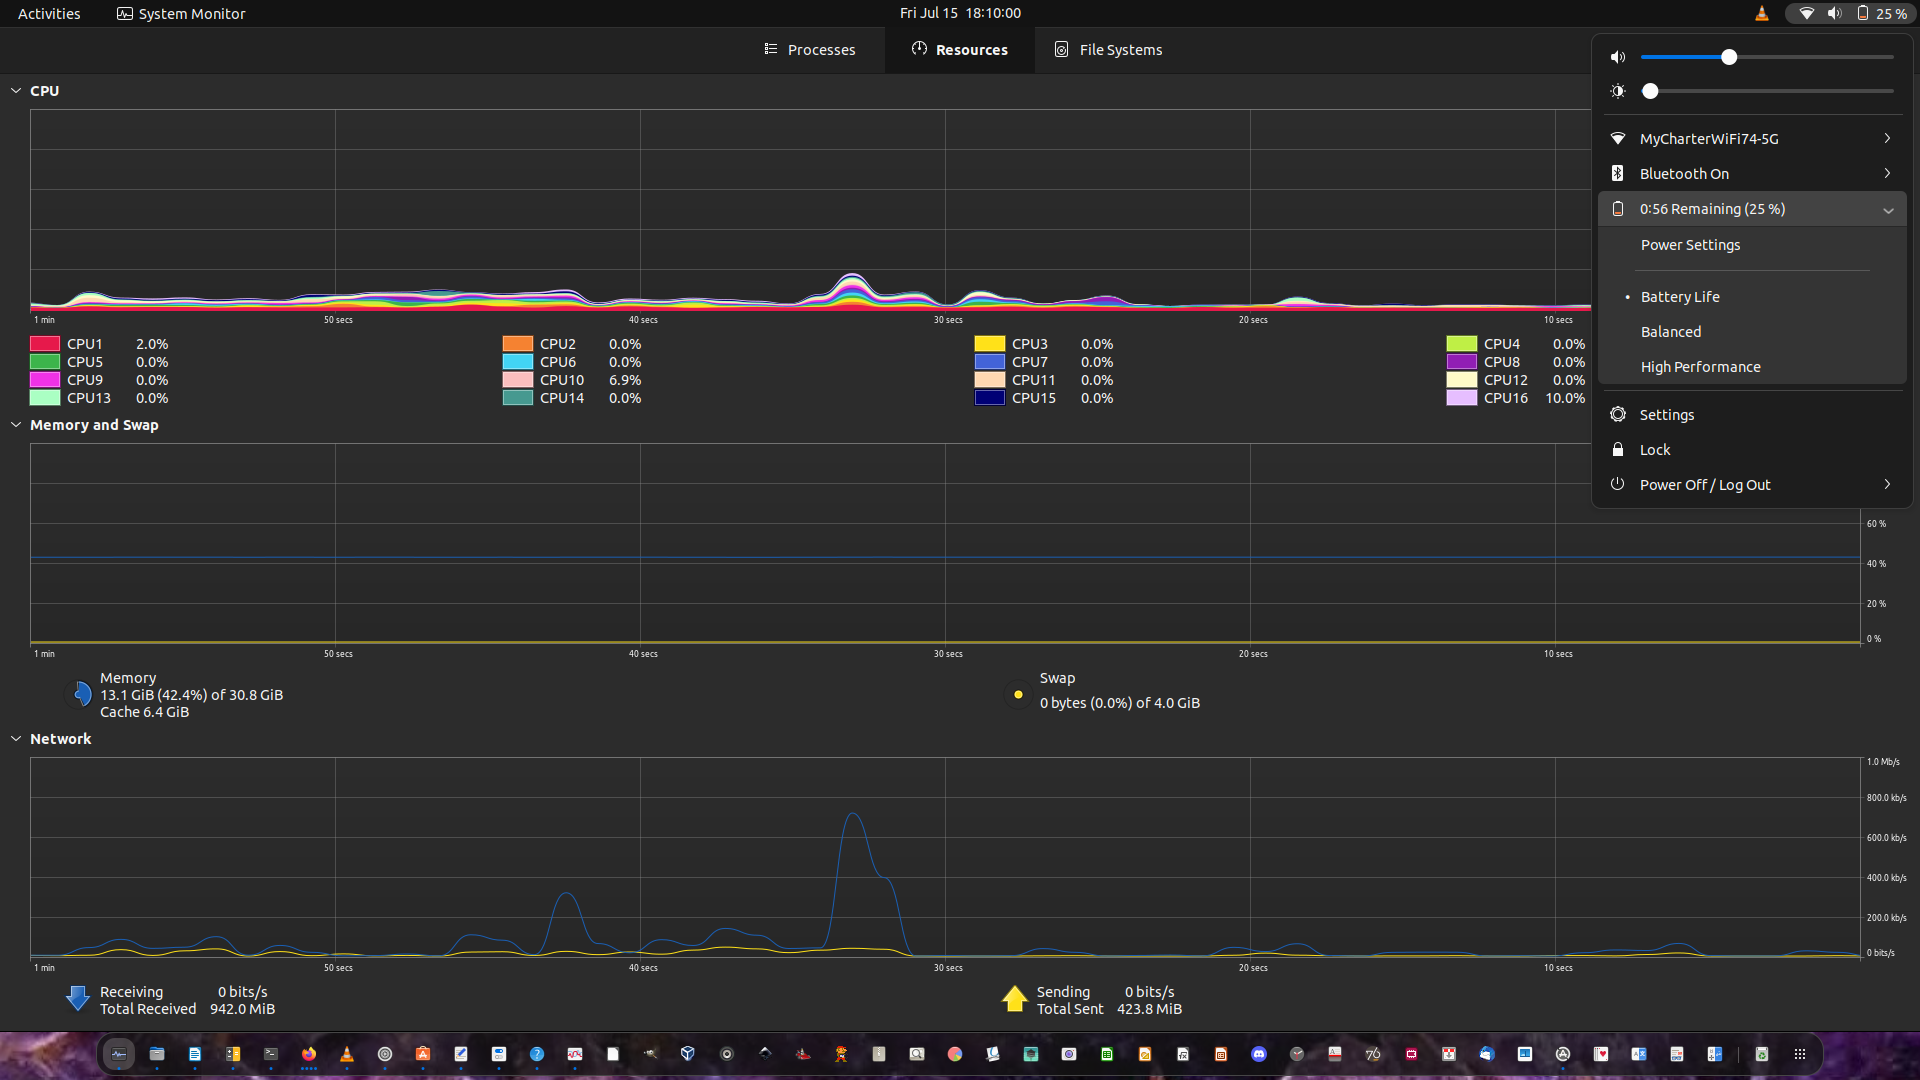 Activities
System Monitor
Fri Jul 15  18:10:00
25 %
Processes
Resources
File Systems
CPU
1 min
50 secs
40 secs
30 secs
20 secs
10 secs
CPU1 2.0%
CPU2 0.0%
CPU3 0.0%
CPU4 0.0%
CPU5 0.0%
CPU6 0.0%
CPU7 0.0%
CPU8 0.0%
CPU9 0.0%
CPU10 6.9%
CPU11 0.0%
CPU12 0.0%
CPU13 0.0%
CPU14 0.0%
CPU15 0.0%
CPU16 10.0%
MyCharterWiFi74-5G
Bluetooth On
0:56 Remaining (25 %)
Power Settings
• Battery Life
Balanced
High Performance
Settings
Lock
Power Off / Log Out
Memory and Swap
60 %
40 %
20 %
0 %
1 min
50 secs
40 secs
30 secs
20 secs
10 secs
Memory
13.1 GiB (42.4%) of 30.8 GiB
Cache 6.4 GiB
Swap
0 bytes (0.0%) of 4.0 GiB
Network
1.0 Mb/s
800.0 kb/s
600.0 kb/s
400.0 kb/s
200.0 kb/s
0 bits/s
1 min
50 secs
40 secs
30 secs
20 secs
10 secs
Receiving 0 bits/s
Total Received 942.0 MiB
Sending 0 bits/s
Total Sent 423.8 MiB